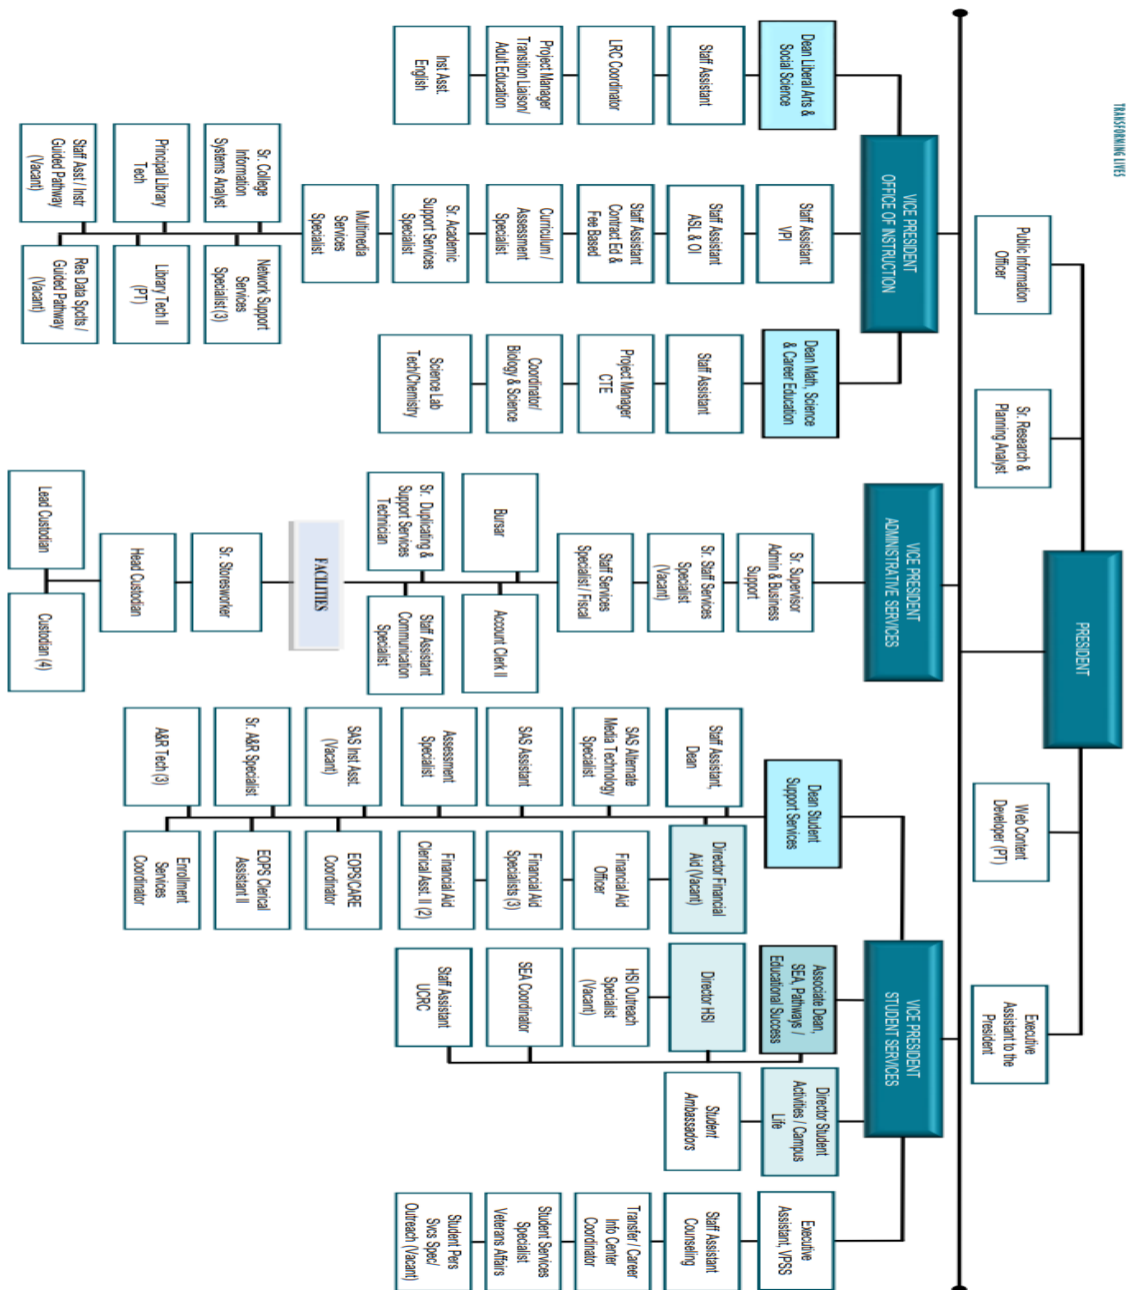 TRANSFORMING LIVES
PRESIDENT
Public Information
Officer
Sr. Research &
Planning Analyst
Web Content
Developer (PT)
Executive
Assistant to the
President
VICE PRESIDENT
OFFICE OF INSTRUCTION
VICE PRESIDENT
ADMINISTRATIVE SERVICES
VICE PRESIDENT
STUDENT SERVICES
Dean Liberal Arts &
Social Science
Staff Assistant
LRC Coordinator
Project Manager
Transition Liaison/
Adult Education
Inst Asst.
English
Staff Assistant
VPI
Staff Assistant
ASL & OI
Staff Assistant
Contract Ed &
Fee Based
Curriculum /
Assessment
Specialist
Sr. Academic
Support Services
Specialist
Multimedia
Services
Specialist
Sr. College
Information
Systems Analyst
Network Support
Services
Specialist (3)
Principal Library
Tech
Library Tech II
(PT)
Staff Asst / Instr
Guided Pathway
(Vacant)
Res Data Spclts /
Guided Pathway
(Vacant)
Dean Math, Science
& Career Education
Staff Assistant
Project Manager
CTE
Coordinator/
Biology & Science
Science Lab
Tech/Chemistry
Sr. Supervisor
Admin & Business
Support
Sr. Staff Services
Specialist
(Vacant)
Staff Services
Specialist / Fiscal
Bursar
Account Clerk II
Sr. Duplicating &
Support Services
Technician
Staff Assistant
Communication
Specialist
FACILITIES
Sr. Storesworker
Head Custodian
Lead Custodian
Custodian (4)
Dean Student
Support Services
Staff Assistant,
Dean
Director Financial
Aid (Vacant)
SAS Alternate
Media Technology
Specialist
Financial Aid
Officer
SAS Assistant
Financial Aid
Specialists (3)
Assessment
Specialist
Financial Aid
Clerical Asst. II (2)
SAS Inst Asst.
(Vacant)
EOPS/CARE
Coordinator
Sr. A&R Specialist
EOPS Clerical
Assistant II
A&R Tech (3)
Enrollment
Services
Coordinator
Associate Dean,
SEA, Pathways /
Educational Success
Director HSI
HSI Outreach
Specialist
(Vacant)
SEA Coordinator
Staff Assistant
UCRC
Director Student
Activities / Campus
Life
Student
Ambassadors
Executive
Assistant, VPSS
Staff Assistant
Counseling
Transfer / Career
Info Center
Coordinator
Student Services
Specialist
Veterans Affairs
Student Pers
Svcs Spec/
Outreach (Vacant)